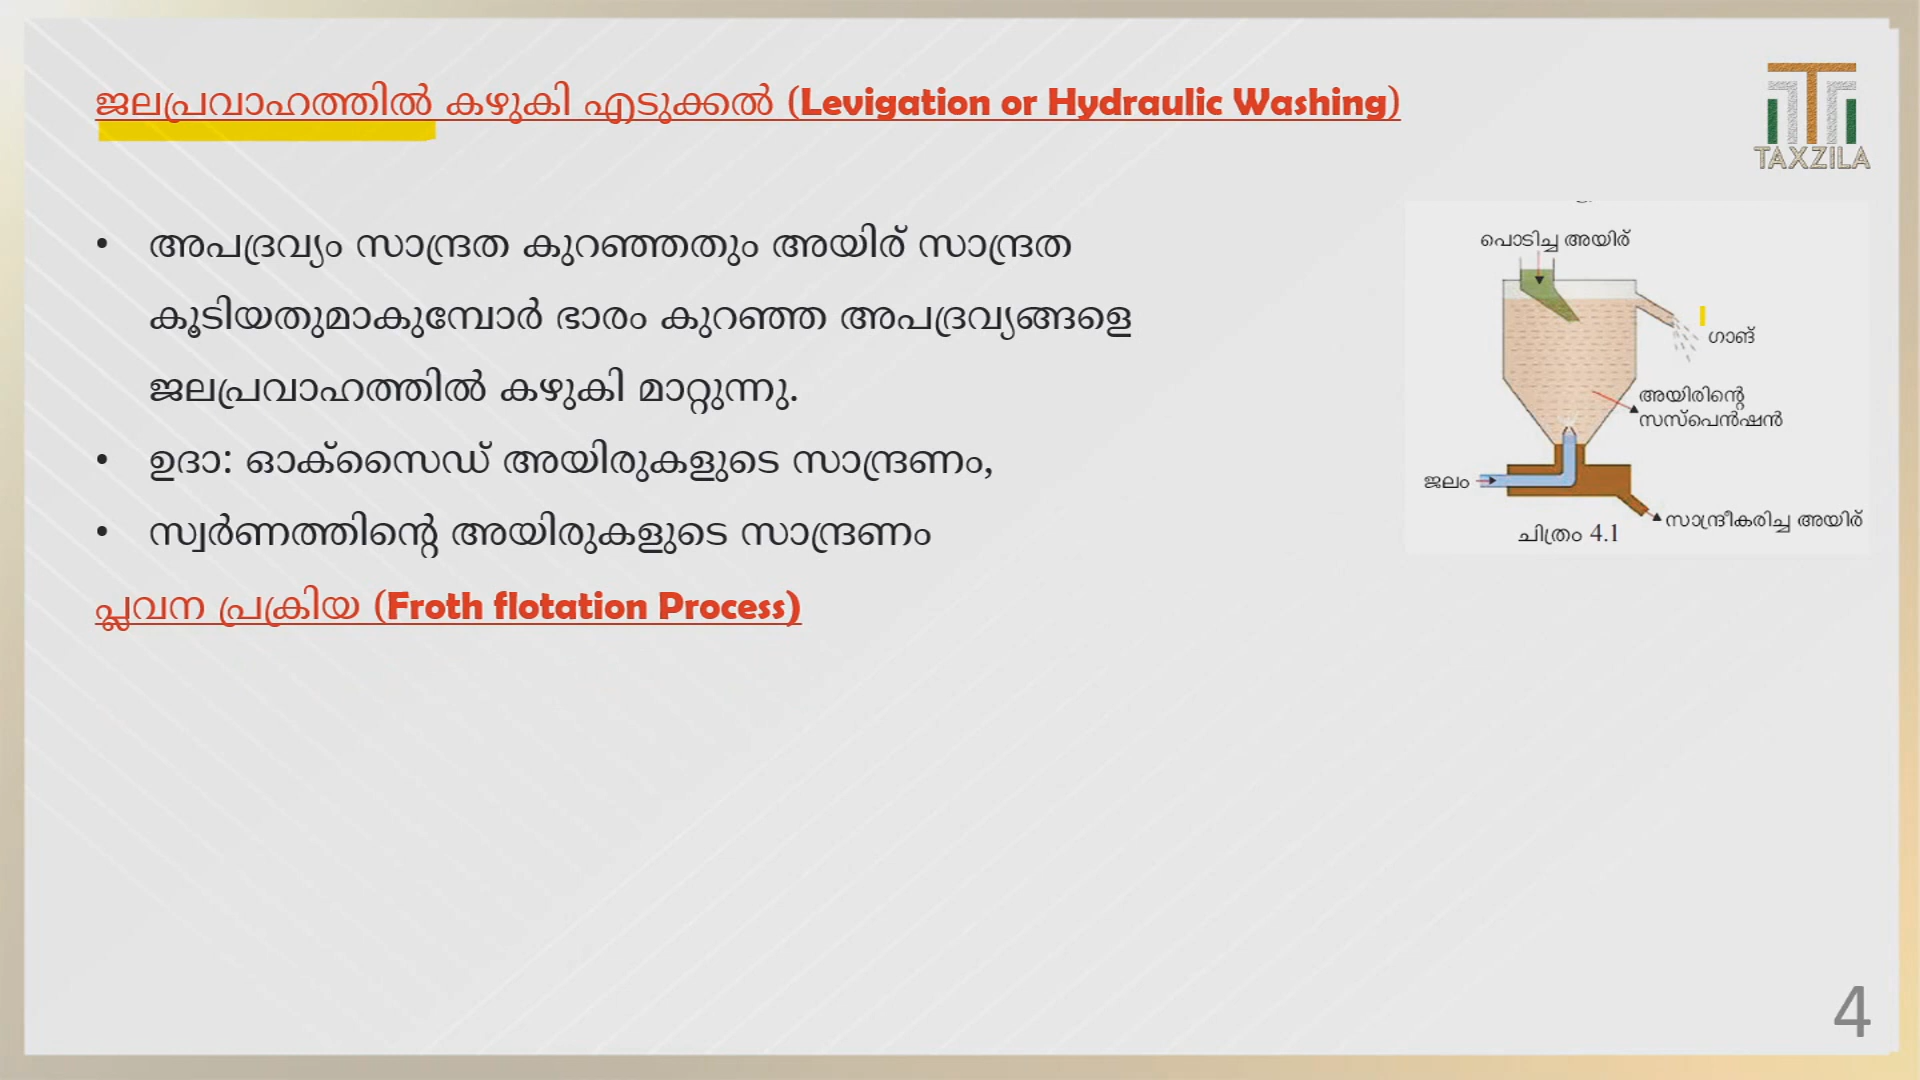 ജലപ്രവാഹത്തിൽ കഴുകി എടുക്കൽ (Levigation or Hydraulic Washing)
TAXZILA
• അപദ്രവ്യം സാന്ദ്രത കുറഞ്ഞതും അയിര് സാന്ദ്രത
കൂടിയതുമാകുമ്പോൾ ഭാരം കുറഞ്ഞ അപദ്രവ്യങ്ങളെ
ജലപ്രവാഹത്തിൽ കഴുകി മാറ്റുന്നു.
• ഉദാ: ഓക്സൈഡ് അയിരുകളുടെ സാന്ദ്രണം,
• സ്വർണത്തിന്റെ അയിരുകളുടെ സാന്ദ്രണം
പ്ലവന പ്രക്രിയ (Froth flotation Process)
പൊടിച്ച അയിര്
ഗാങ്
അയിരിന്റെ
സസ്പെൻഷൻ
ജലം
സാന്ദ്രീകരിച്ച അയിര്
ചിത്രം 4.1
4